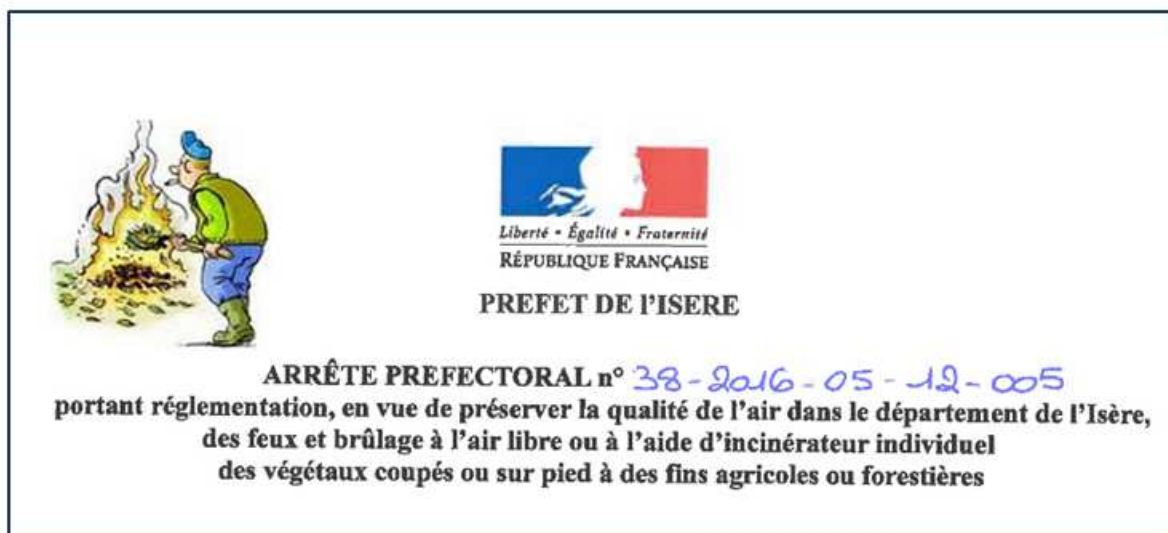 Liberté • Égalité • Fraternité
RÉPUBLIQUE FRANÇAISE
PREFET DE l'ISERE
ARRÊTE PREFECTORAL n° 38-2016-05-12-005
portant réglementation, en vue de préserver la qualité de l'air dans le département de l'Isère,
des feux et brûlage à l'air libre ou à l'aide d'incinérateur individuel
des végétaux coupés ou sur pied à des fins agricoles ou forestières